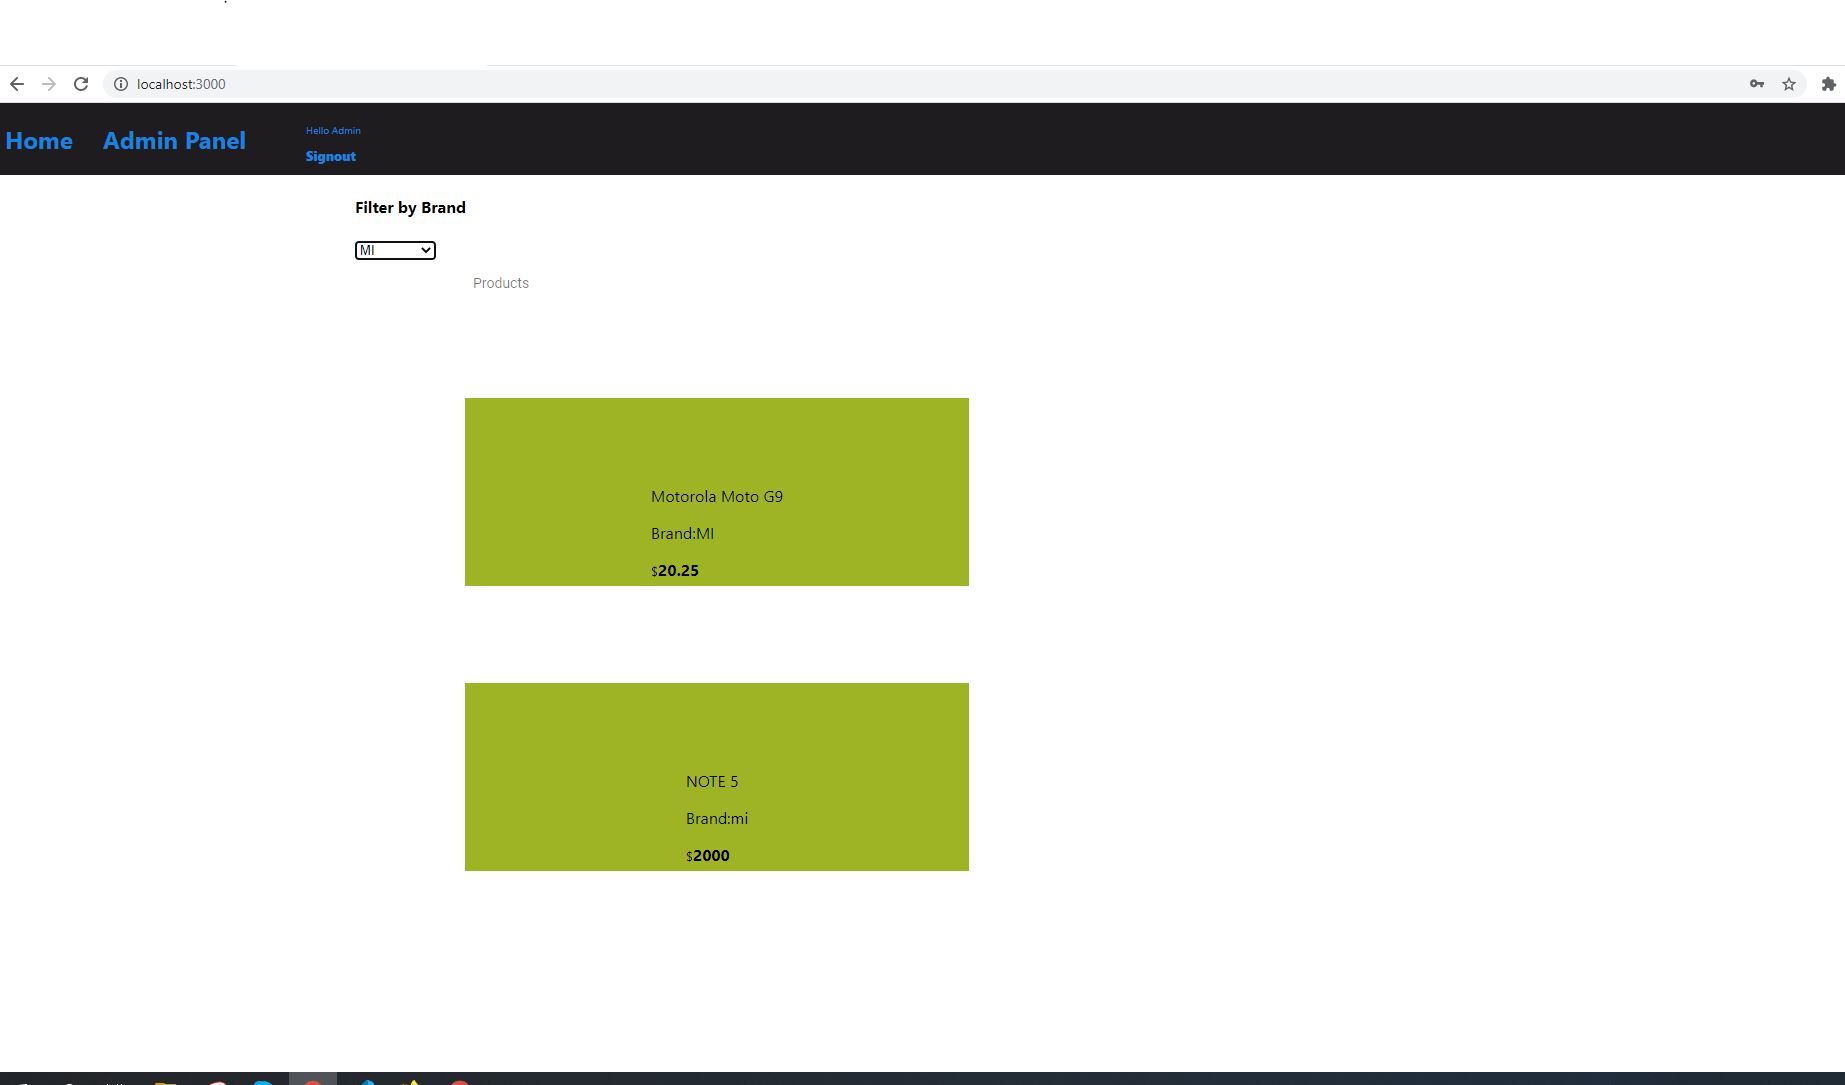 localhost:3000
Home Admin Panel Hello Admin
Signout
Filter by Brand
MI
Products
Motorola Moto G9
Brand:MI
$20.25
NOTE 5
Brand:mi
$2000